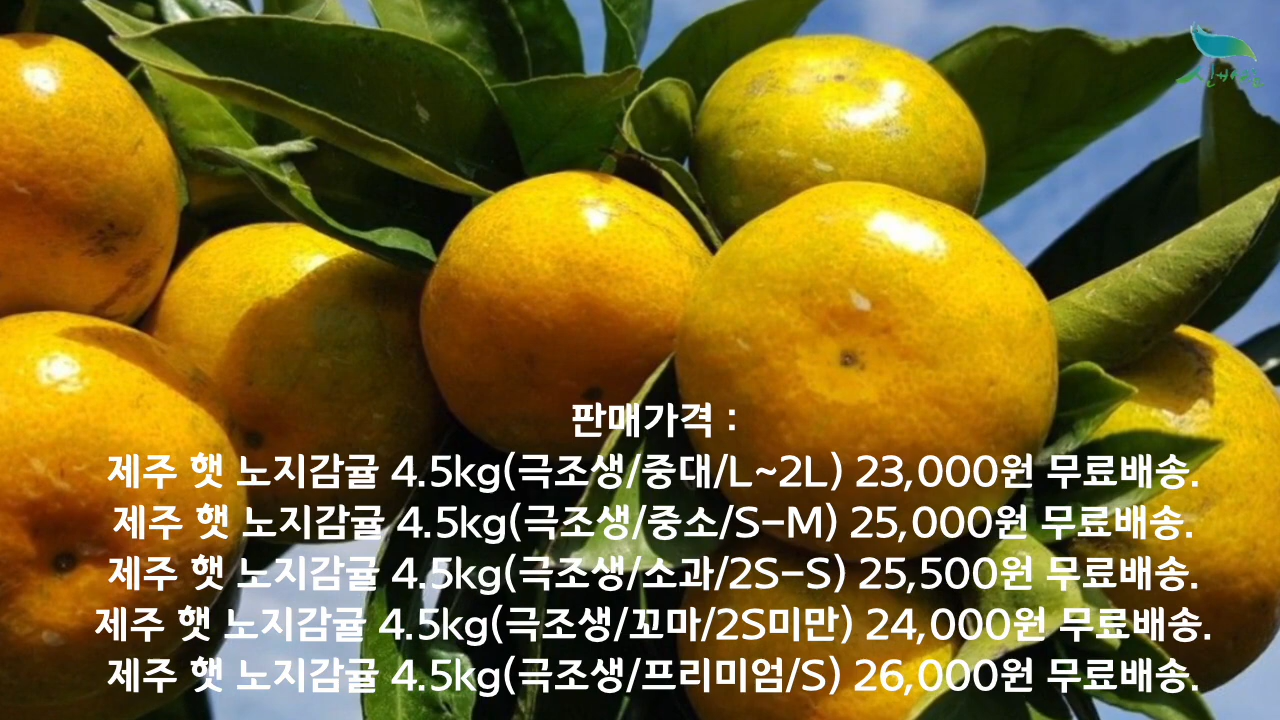 신비아일
판매가격 :
제주 햇 노지감귤 4.5kg(극조생/중대/L~2L) 23,000원 무료배송.
제주 햇 노지감귤 4.5kg(극조생/중소/S-M) 25,000원 무료배송.
제주 햇 노지감귤 4.5kg(극조생/소과/2S-S) 25,500원 무료배송.
제주 햇 노지감귤 4.5kg(극조생/꼬마/2S미만) 24,000원 무료배송.
제주 햇 노지감귤 4.5kg(극조생/프리미엄/S) 26,000원 무료배송.